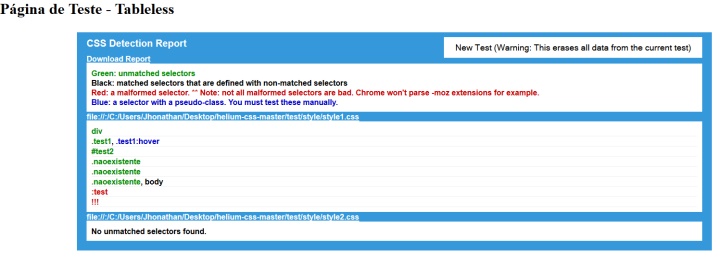 Página de Teste - Tableless
CSS Detection Report
New Test (Warning: This erases all data from the current test)
Download Report
Green: unmatched selectors
Black: matched selectors that are defined with non-matched selectors
Red: a malformed selector. ** Note: not all malformed selectors are bad. Chrome won't parse -moz extensions for example.
Blue: a selector with a pseudo-class. You must test these manually.
file:///C:/Users/Jhonathan/Desktop/helium-css-master/test/style/style1.css
div
.test1, .test1:hover
#test2
.naoexistente
.naoexistente
.naoexistente, body
:test
!!!
file:///C:/Users/Jhonathan/Desktop/helium-css-master/test/style/style2.css
No unmatched selectors found.